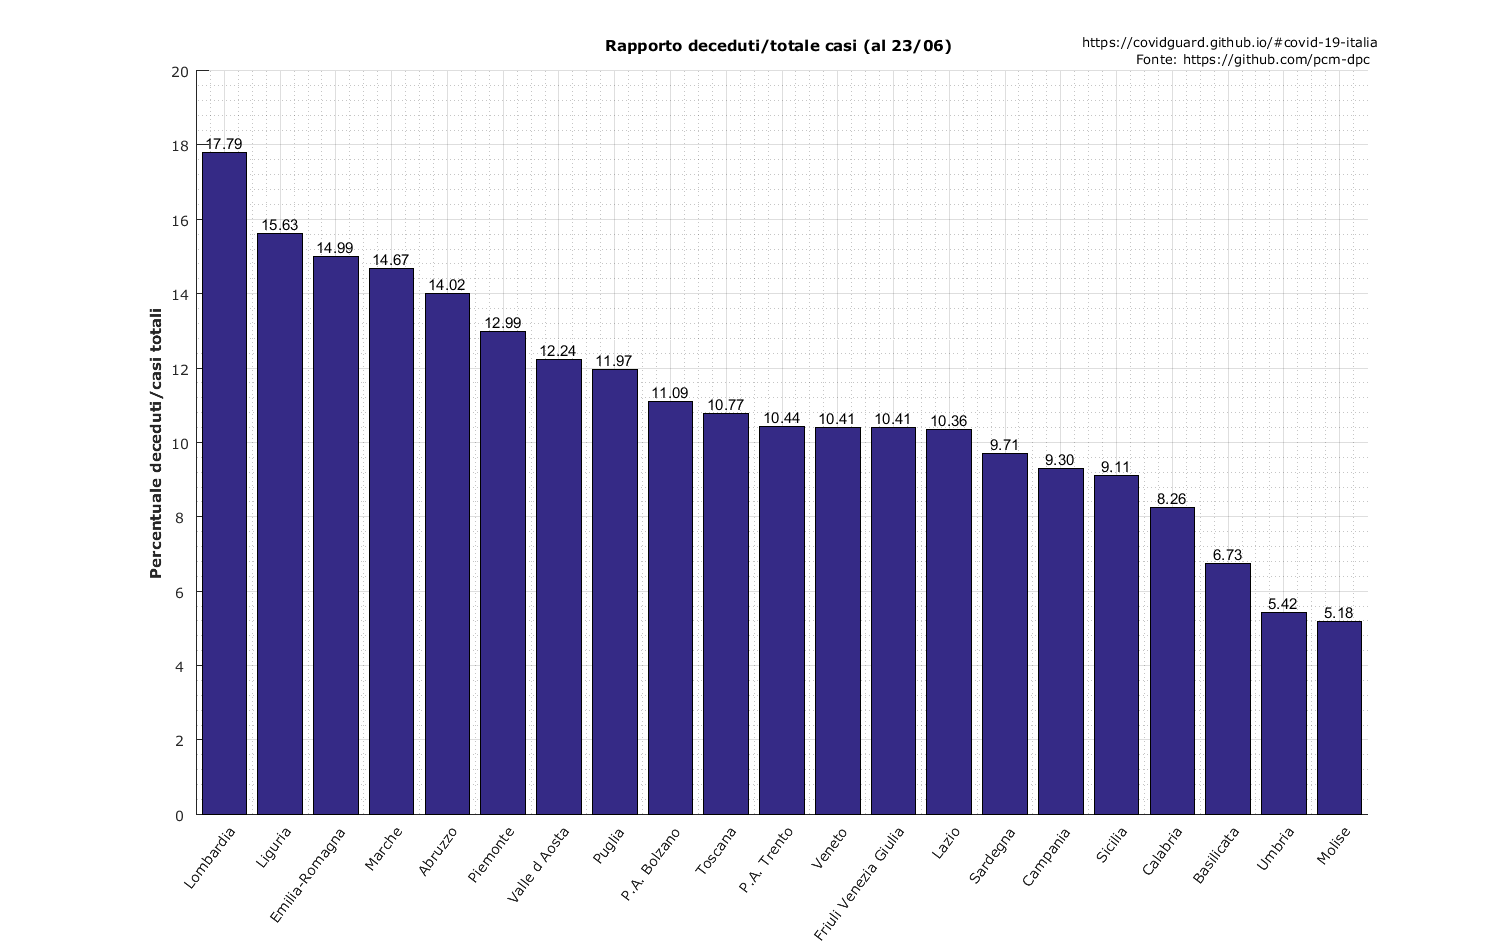 Rapporto deceduti/totale casi (al 23/06)
https://covidguard.github.io/#covid-19-italia
Fonte: https://github.com/pcm-dpc
Percentuale deceduti/casi totali
20
18
16
14
12
10
8
6
4
2
0
17.79
15.63
14.99
14.67
14.02
12.99
12.24
11.97
11.09
10.77
10.44
10.41
10.41
10.36
9.71
9.30
9.11
8.26
6.73
5.42
5.18
Lombardia
Liguria
Emilia-Romagna
Marche
Abruzzo
Piemonte
Valle d Aosta
Puglia
P.A. Bolzano
Toscana
P.A. Trento
Veneto
Friuli Venezia Giulia
Lazio
Sardegna
Campania
Sicilia
Calabria
Basilicata
Umbria
Molise